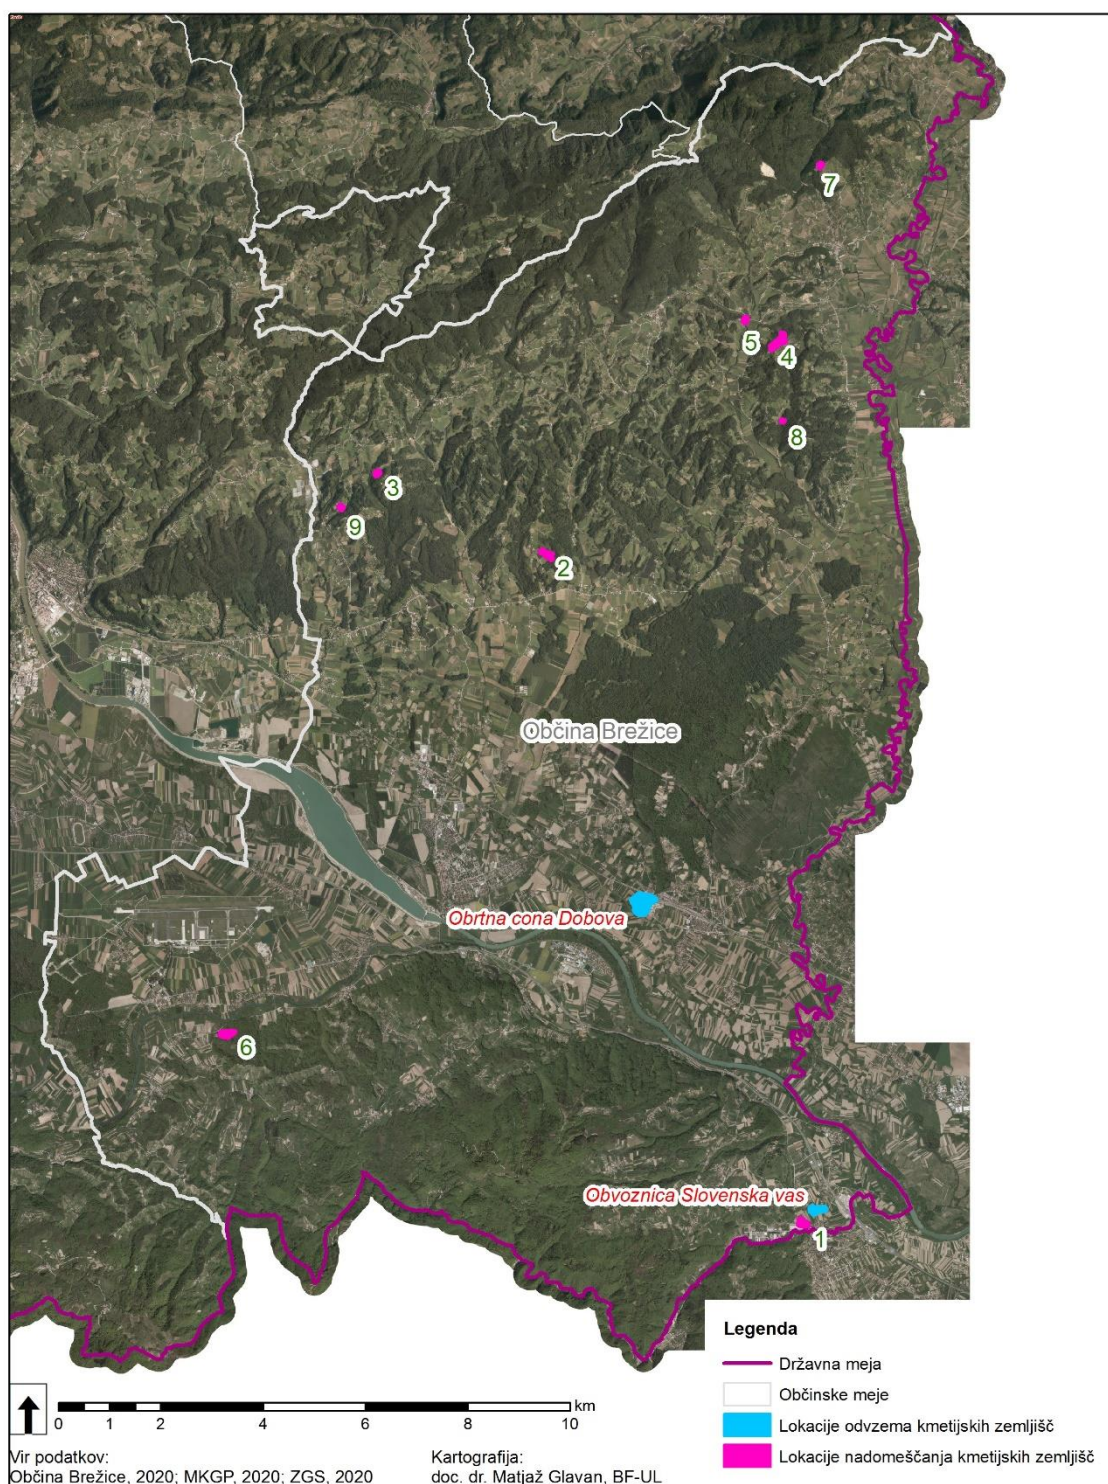 7
5
4
8
3
9
2
Občina Brežice
Obrtna cona Dobova
6
Obvoznica Slovenska vas
1
Legenda
Državna meja
Občinske meje
Lokacije odvzema kmetijskih zemljišč
Lokacije nadomeščanja kmetijskih zemljišč
km
0 1 2 4 6 8 10
Vir podatkov:
Občina Brežice, 2020; MKGP, 2020; ZGS, 2020
Kartografija:
doc. dr. Matjaž Glavan, BF-UL